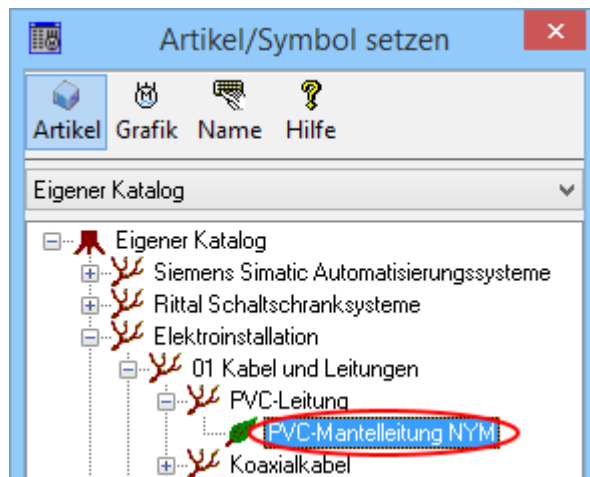 Artikel/Symbol setzen
Artikel Grafik Name Hilfe
Eigener Katalog
Eigener Katalog
Siemens Simatic Automatisierungssysteme
Rittal Schaltschranksysteme
Elektroinstallation
01 Kabel und Leitungen
PVC-Leitung
PVC-Mantelleitung NYM
Koaxialkabel